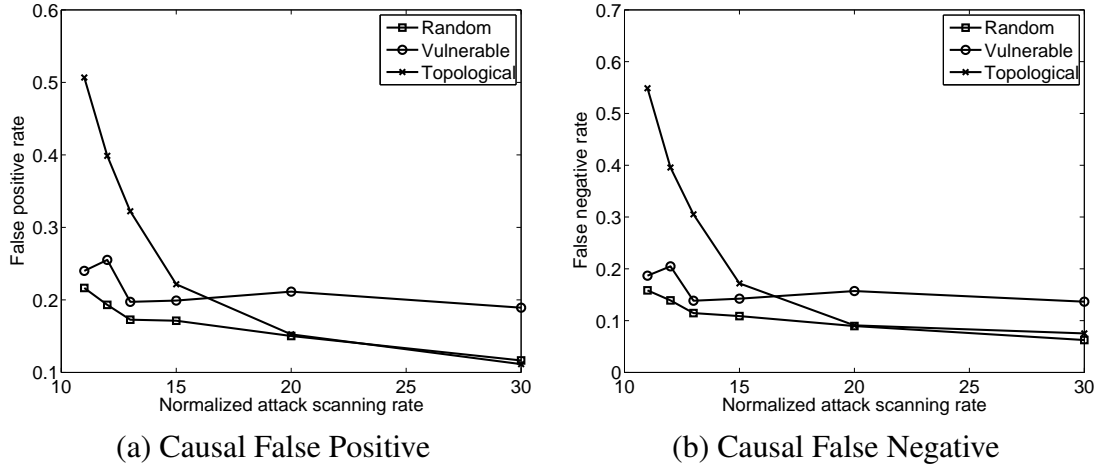 0.6
0.5
0.4
0.3
0.2
0.1
10
15
20
25
30
False positive rate
Normalized attack scanning rate
Random
Vulnerable
Topological
(a) Causal False Positive
0.7
0.6
0.5
0.4
0.3
0.2
0.1
0
10
15
20
25
30
False negative rate
Normalized attack scanning rate
Random
Vulnerable
Topological
(b) Causal False Negative